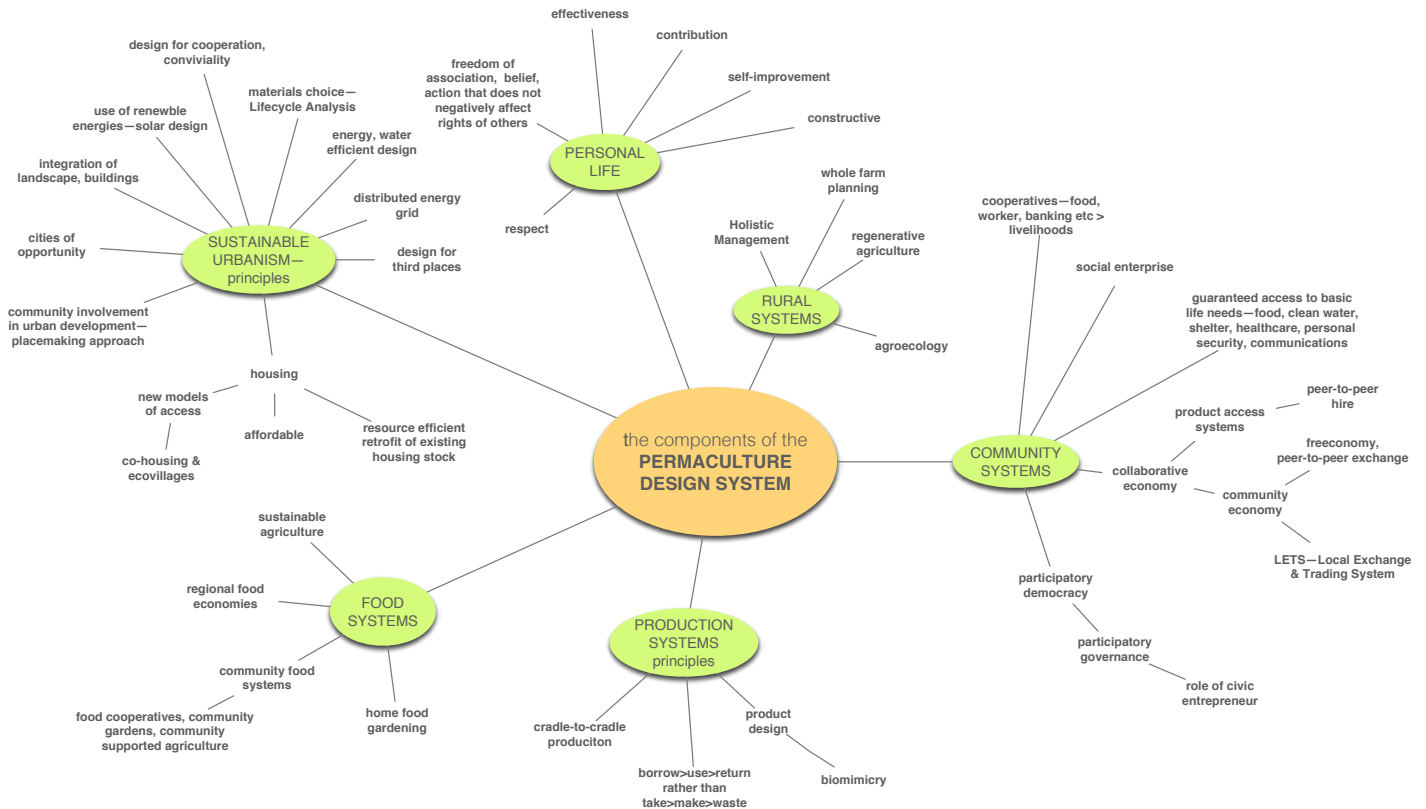 the components of the
PERMACULTURE
DESIGN SYSTEM
PERSONAL
LIFE
effectiveness
contribution
self-improvement
constructive
freedom of
association, belief,
action that does not
negatively affect
rights of others
respect
RURAL
SYSTEMS
Holistic
Management
whole farm
planning
regenerative
agriculture
agroecology
COMMUNITY
SYSTEMS
cooperatives—food,
worker, banking etc >
livelihoods
social enterprise
guaranteed access to basic
life needs—food, clean water,
shelter, healthcare, personal
security, communications
collaborative
economy
product access
systems
peer-to-peer
hire
community
economy
freeconomy,
peer-to-peer exchange
LETS—Local Exchange
& Trading System
participatory
democracy
participatory
governance
role of civic
entrepreneur
PRODUCTION
SYSTEMS
principles
cradle-to-cradle
produciton
borrow>use>return
rather than
take>make>waste
product
design
biomimicry
FOOD
SYSTEMS
sustainable
agriculture
regional food
economies
community food
systems
food cooperatives, community
gardens, community
supported agriculture
home food
gardening
SUSTAINABLE
URBANISM—
principles
design for cooperation,
conviviality
materials choice—
Lifecycle Analysis
use of renewable
energies—solar design
energy, water
efficient design
integration of
landscape, buildings
distributed energy
grid
cities of
opportunity
design for
third places
community involvement
in urban development—
placemaking approach
housing
new models
of access
co-housing &
ecovillages
affordable
resource efficient
retrofit of existing
housing stock